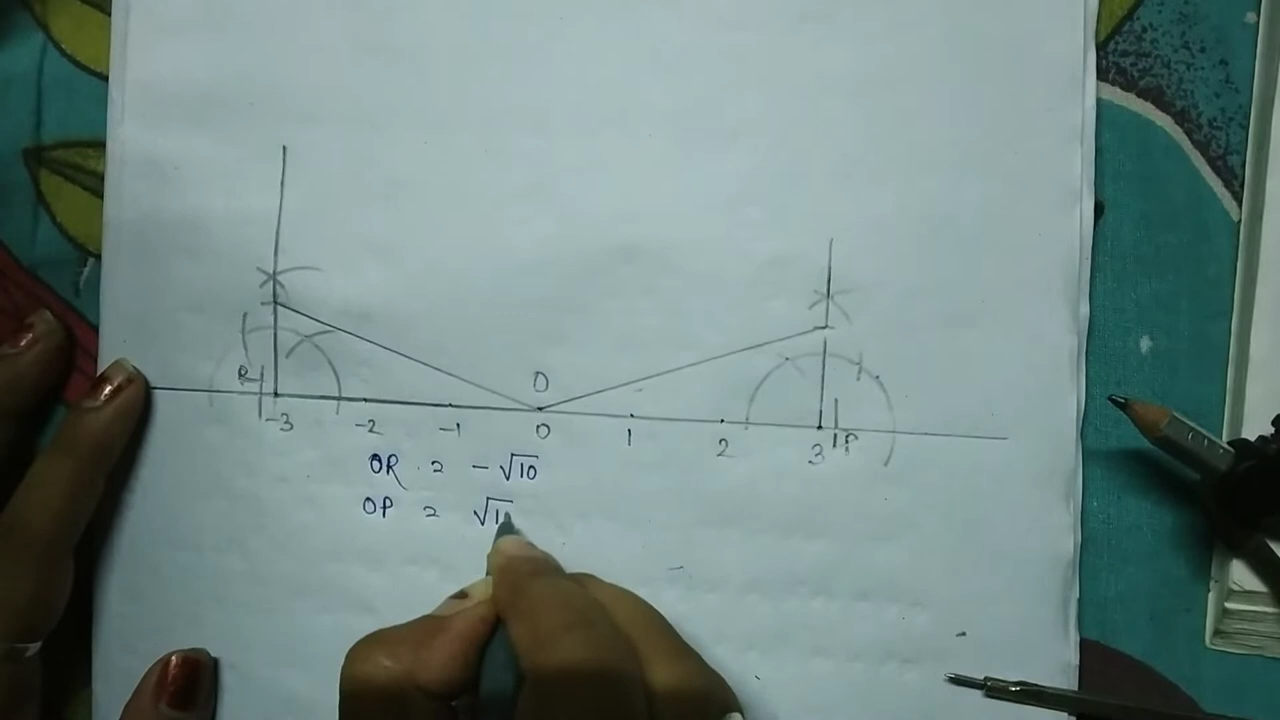 O
R
-3 -2 -1 0 1 2 3 P
OR = -√10
OP = √1